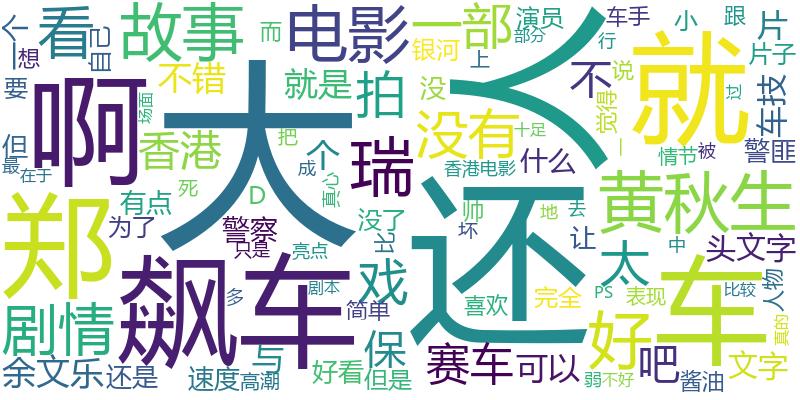 一个
看
故事
电影
一部
演员
车手
小
跟
片
想
自己
而
银河
部分
行
片子
要
啊
不错
就是
上
不
说
大
人
就
拍
没
觉得
过
车技
场面
没有
但
香港
把
个
瑞
十足
一
警匪
最
在于
成
真心
香港电影
什么
情节
被
郑
有点
死
D
黄秋生
为了
警察
没了
帅
地
去
中
只是
亮点
比
还
坏
让
太
头文字
飙车
戏
车
人物
剧情
多
剧本
简单
喜欢
完全
PS
表现
比较
与
保
好
真的
余文乐
还是
速度
高潮
好看
但是
赛车
可以
弱
不好
吧
酱油
文字